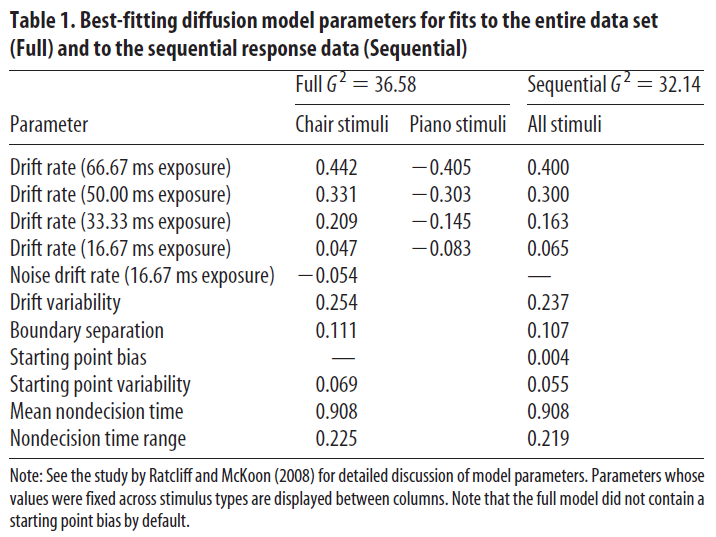 Table 1. Best-fitting diffusion model parameters for fits to the entire data set
(Full) and to the sequential response data (Sequential)
Full G² = 36.58 Sequential G² = 32.14
Parameter Chair stimuli Piano stimuli All stimuli
Drift rate (66.67 ms exposure) 0.442 −0.405 0.400
Drift rate (50.00 ms exposure) 0.331 −0.303 0.300
Drift rate (33.33 ms exposure) 0.209 −0.145 0.163
Drift rate (16.67 ms exposure) 0.047 −0.083 0.065
Noise drift rate (16.67 ms exposure) −0.054 —
Drift variability 0.254 0.237
Boundary separation 0.111 0.107
Starting point bias — 0.004
Starting point variability 0.069 0.055
Mean nondecision time 0.908 0.908
Nondecision time range 0.225 0.219
Note: See the study by Ratcliff and McKoon (2008) for detailed discussion of model parameters. Parameters whose
values were fixed across stimulus types are displayed between columns. Note that the full model did not contain a
starting point bias by default.